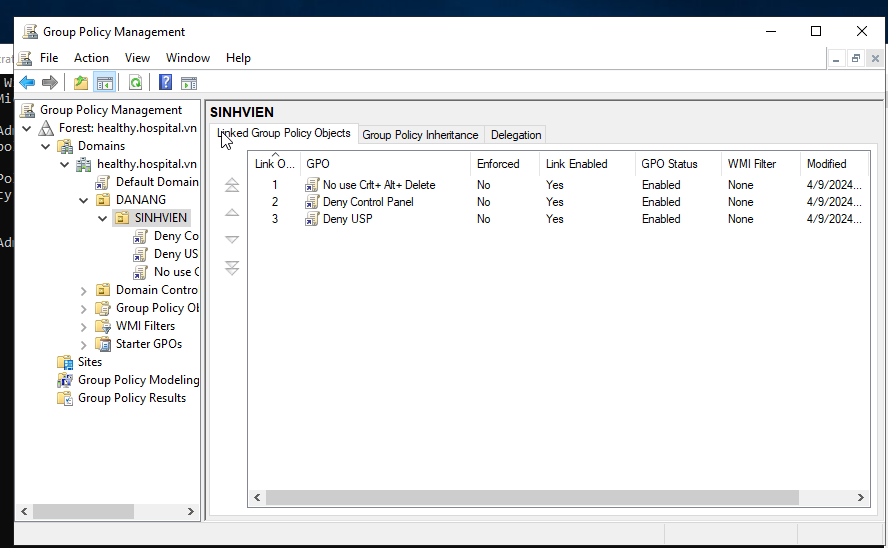 Group Policy Management
File Action View Window Help
Group Policy Management
Forest: healthy.hospital.vn
Domains
healthy.hospital.vn
Default Domain
DANANG
SINHVIEN
Deny Co
Deny US
No use C
Domain Contro
Group Policy Ob
WMI Filters
Starter GPOs
Sites
Group Policy Modeling
Group Policy Results
SINHVIEN
Linked Group Policy Objects Group Policy Inheritance Delegation
Link O... GPO Enforced Link Enabled GPO Status WMI Filter Modified
1 No use Crlt+ Alt+ Delete No Yes Enabled None 4/9/2024...
2 Deny Control Panel No Yes Enabled None 4/9/2024...
3 Deny USP No Yes Enabled None 4/9/2024...